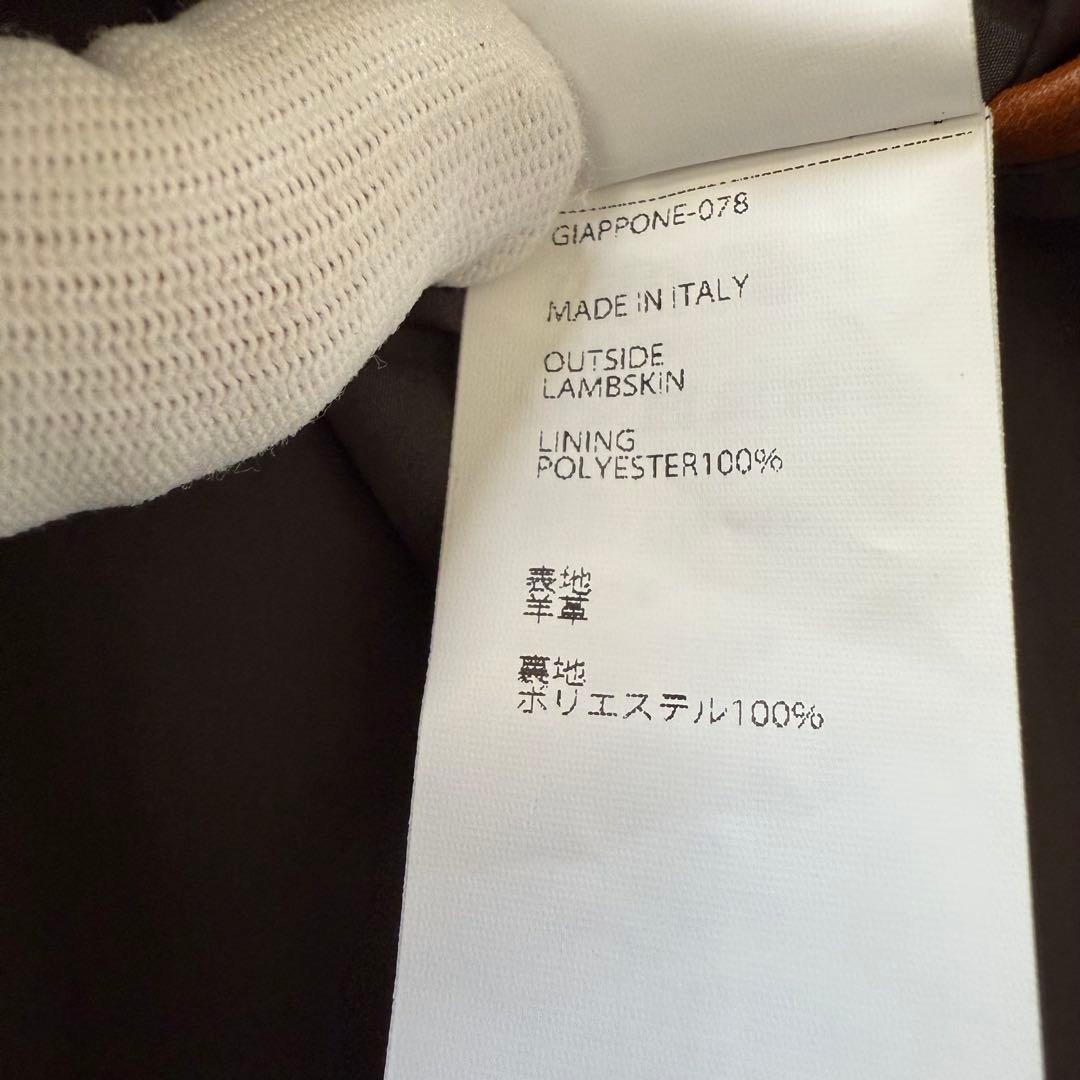 GIAPPONE-078
MADE IN ITALY
OUTSIDE
LAMBSKIN
LINING
POLYESTER100%
表地
羊革
裏地
ポリエステル100%